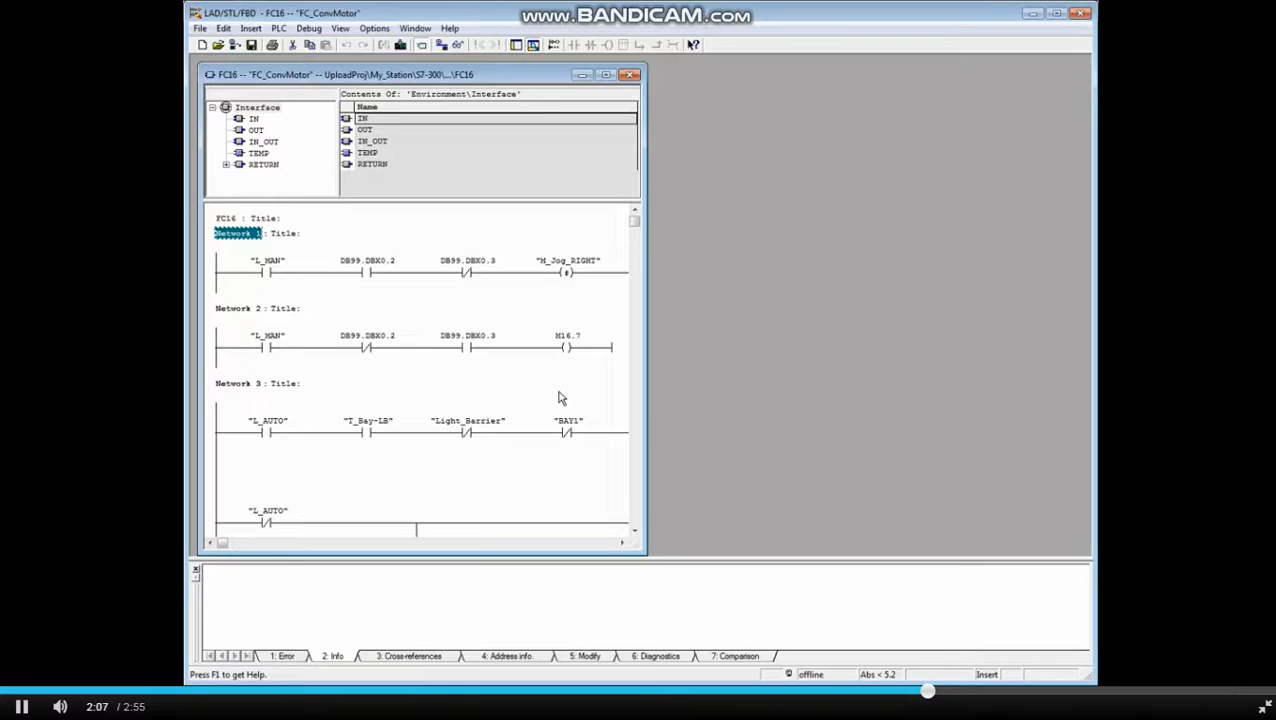 LAD/STL/FBD - FC16 -- "FC_ConvMotor"
www.BANDICAM.com
File Edit Insert PLC Debug View Options Window Help
FC16 -- "FC_ConvMotor" -- UploadProj\My_Station\S7-300\...\FC16
Contents Of: 'Environment\Interface'
Interface
IN
OUT
IN_OUT
TEMP
RETURN
Name
IN
OUT
IN_OUT
TEMP
RETURN
FC16 : Title:
Network 1 : Title:
"L_MAN" DB99.DBX0.2 DB99.DBX0.3 "M_Jog_RIGHT"
(#)
Network 2 : Title:
"L_MAN" DB99.DBX0.2 DB99.DBX0.3 M16.7
Network 3 : Title:
"L_AUTO" "T_Bay-LB" "Light_Barrier" "BAY1"
"L_AUTO"
1: Error 2: Info 3: Cross-references 4: Address info. 5: Modify 6: Diagnostics 7: Comparison
Press F1 to get Help. offline Abs < 5.2 Insert
2:07 / 2:55